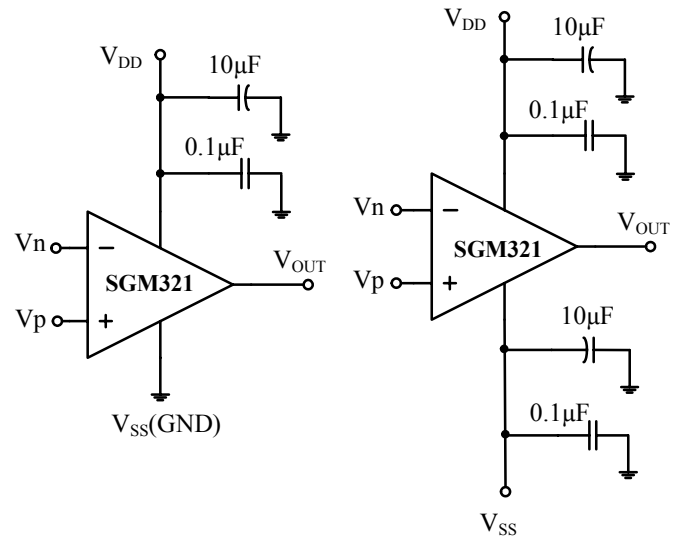 V_DD
10µF
0.1µF
Vn
−
SGM321
V_OUT
Vp
+
V_SS(GND)
V_DD
10µF
0.1µF
Vn
−
SGM321
V_OUT
Vp
+
10µF
0.1µF
V_SS